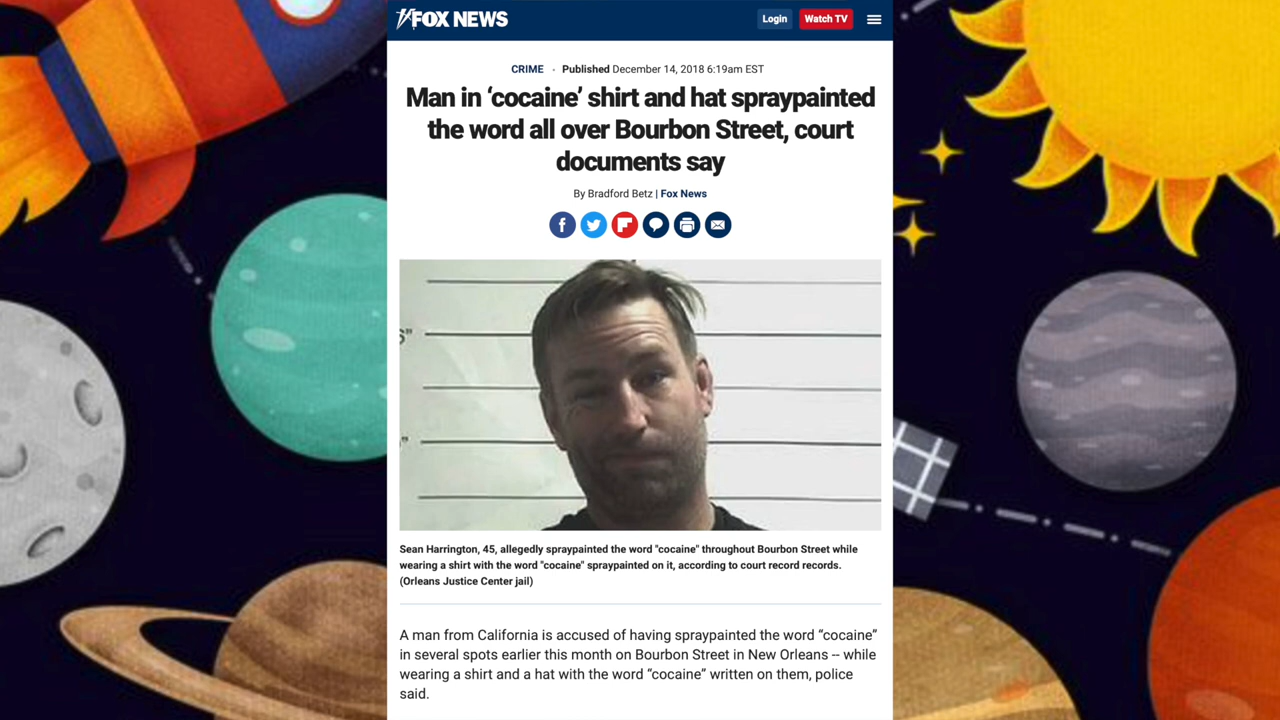 FOX NEWS
Login
Watch TV
CRIME - Published December 14, 2018 6:19am EST
Man in ‘cocaine’ shirt and hat spraypainted
the word all over Bourbon Street, court
documents say
By Bradford Betz | Fox News
Sean Harrington, 45, allegedly spraypainted the word "cocaine" throughout Bourbon Street while
wearing a shirt with the word "cocaine" spraypainted on it, according to court record records.
(Orleans Justice Center jail)
A man from California is accused of having spraypainted the word “cocaine”
in several spots earlier this month on Bourbon Street in New Orleans -- while
wearing a shirt and a hat with the word “cocaine” written on them, police
said.